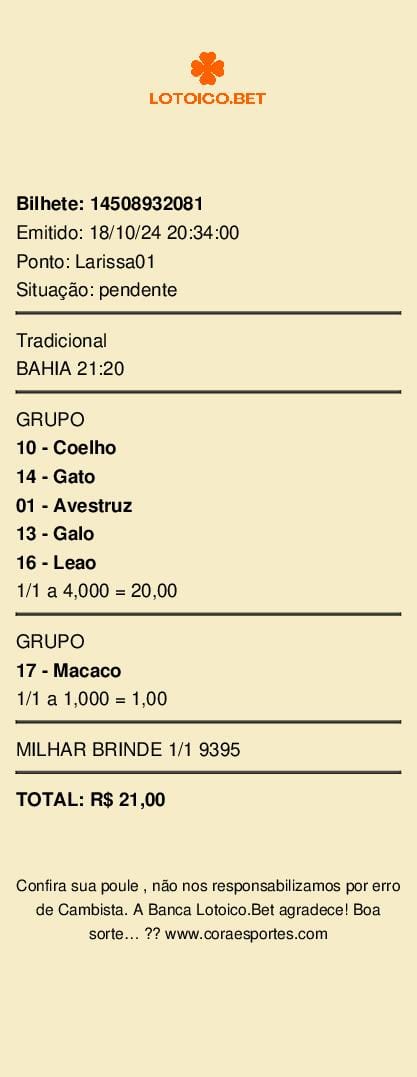 LOTOICO.BET
Bilhete: 14508932081
Emitido: 18/10/24 20:34:00
Ponto: Larissa01
Situação: pendente
Tradicional
BAHIA 21:20
GRUPO
10 - Coelho
14 - Gato
01 - Avestruz
13 - Galo
16 - Leao
1/1 a 4,000 = 20,00
GRUPO
17 - Macaco
1/1 a 1,000 = 1,00
MILHAR BRINDE 1/1 9395
TOTAL: R$ 21,00
Confira sua poule , não nos responsabilizamos por erro
de Cambista. A Banca Lotoico.Bet agradece! Boa
sorte... ?? www.coraesportes.com